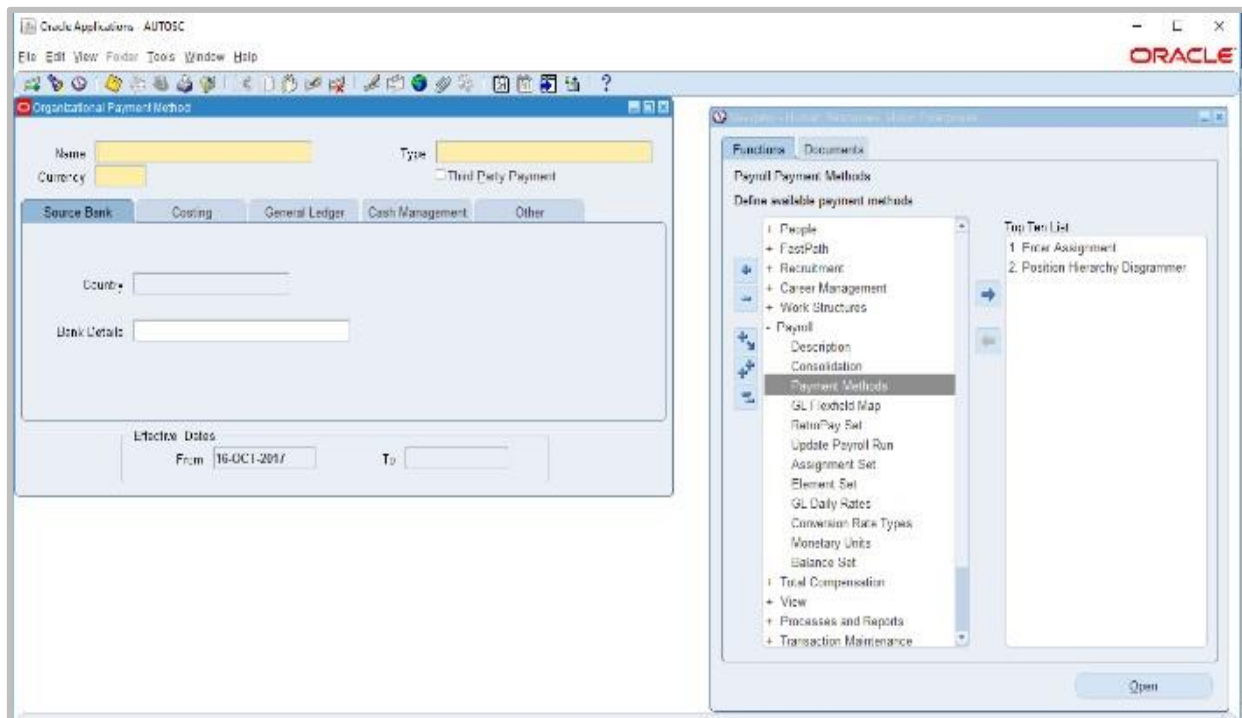 Oracle Applications - AUTOSC
File Edit View Folder Tools Window Help
ORACLE
Organizational Payment Method
Name
Type
Currency
Third Party Payment
Source Bank Costing General Ledger Cash Management Other
Country
Bank Details
Effective Dates
From 16-OCT-2017 To
Functions Documents
Payroll Payment Methods
Define available payment methods
+ People
+ FastPath
+ Recruitment
+ Career Management
+ Work Structures
- Payroll
Description
Consolidation
Payment Methods
GL Flexfield Map
RetroPay Set
Update Payroll Run
Assignment Set
Element Set
GL Daily Rates
Conversion Rate Types
Monetary Units
Balance Set
+ Total Compensation
+ View
+ Processes and Reports
+ Transaction Maintenance
Top Ten List
1. Enter Assignment
2. Position Hierarchy Diagrammer
Open